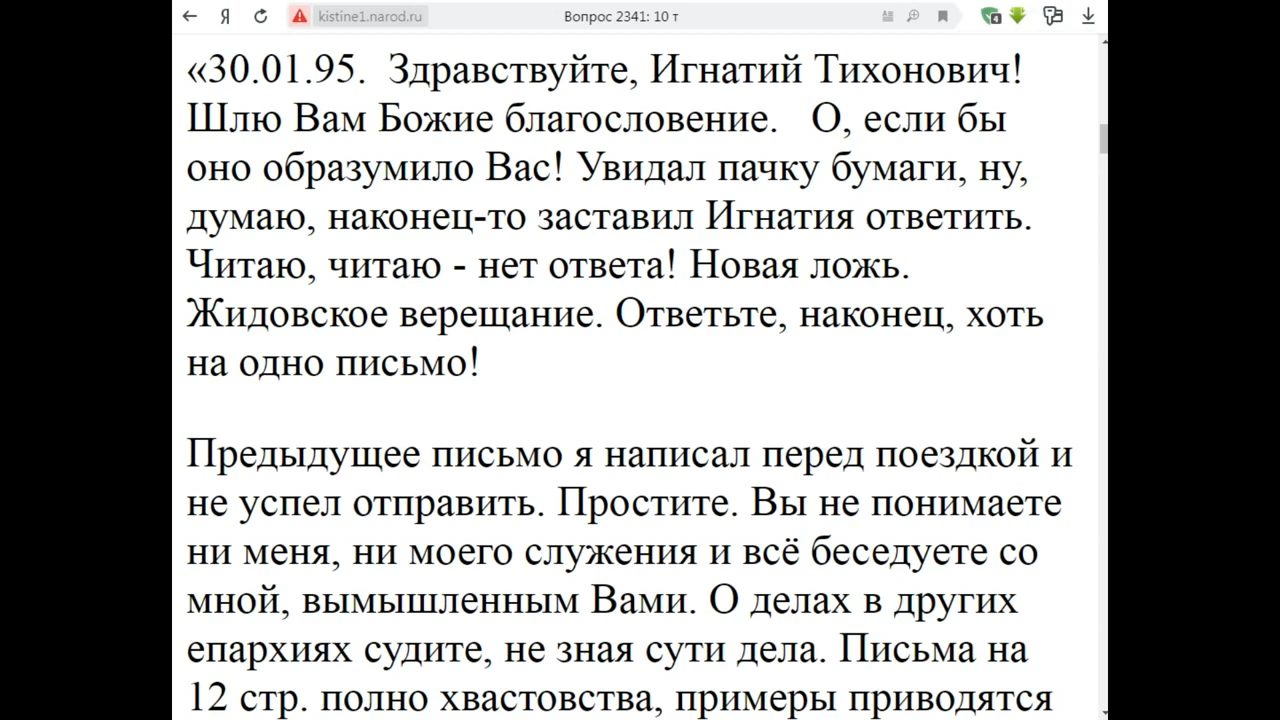 Я kistine1.narod.ru Вопрос 2341: 10 т 4
«30.01.95. Здравствуйте, Игнатий Тихонович!
Шлю Вам Божие благословение. О, если бы
оно образумило Вас! Увидал пачку бумаги, ну,
думаю, наконец-то заставил Игнатия ответить.
Читаю, читаю - нет ответа! Новая ложь.
Жидовское верещание. Ответьте, наконец, хоть
на одно письмо!
Предыдущее письмо я написал перед поездкой и
не успел отправить. Простите. Вы не понимаете
ни меня, ни моего служения и всё беседуете со
мной, вымышленным Вами. О делах в других
епархиях судите, не зная сути дела. Письма на
12 стр. полно хвастовства, примеры приводятся